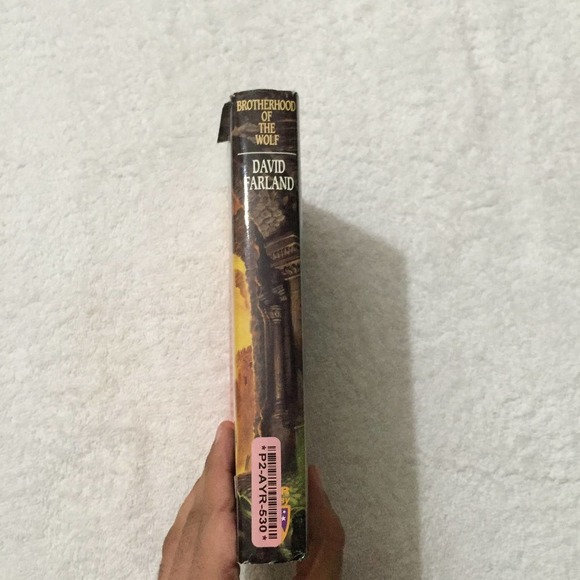 BROTHERHOOD
OF
THE
WOLF
DAVID
FARLAND
*P2-AYR-530*